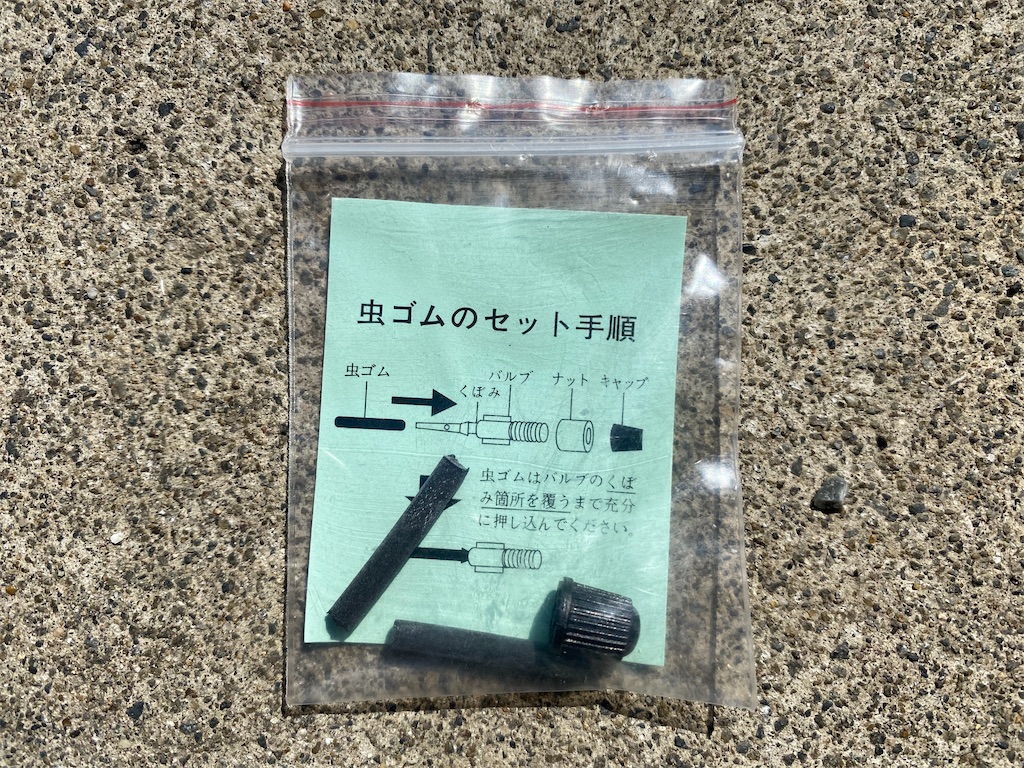 虫ゴムのセット手順
虫ゴム
くぼみ
バルブ
ナット
キャップ
虫ゴムはバルブのくぼ
み箇所を覆うまで充分
に押し込んでください。